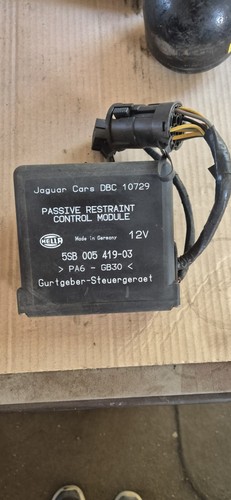 Jaguar Cars DBC 10729
PASSIVE RESTRAINT
CONTROL MODULE
HELLA Made in Germany 12V
5SB 005 419-03
> PA6 - GB30 <
Gurtgeber-Steuergeraet